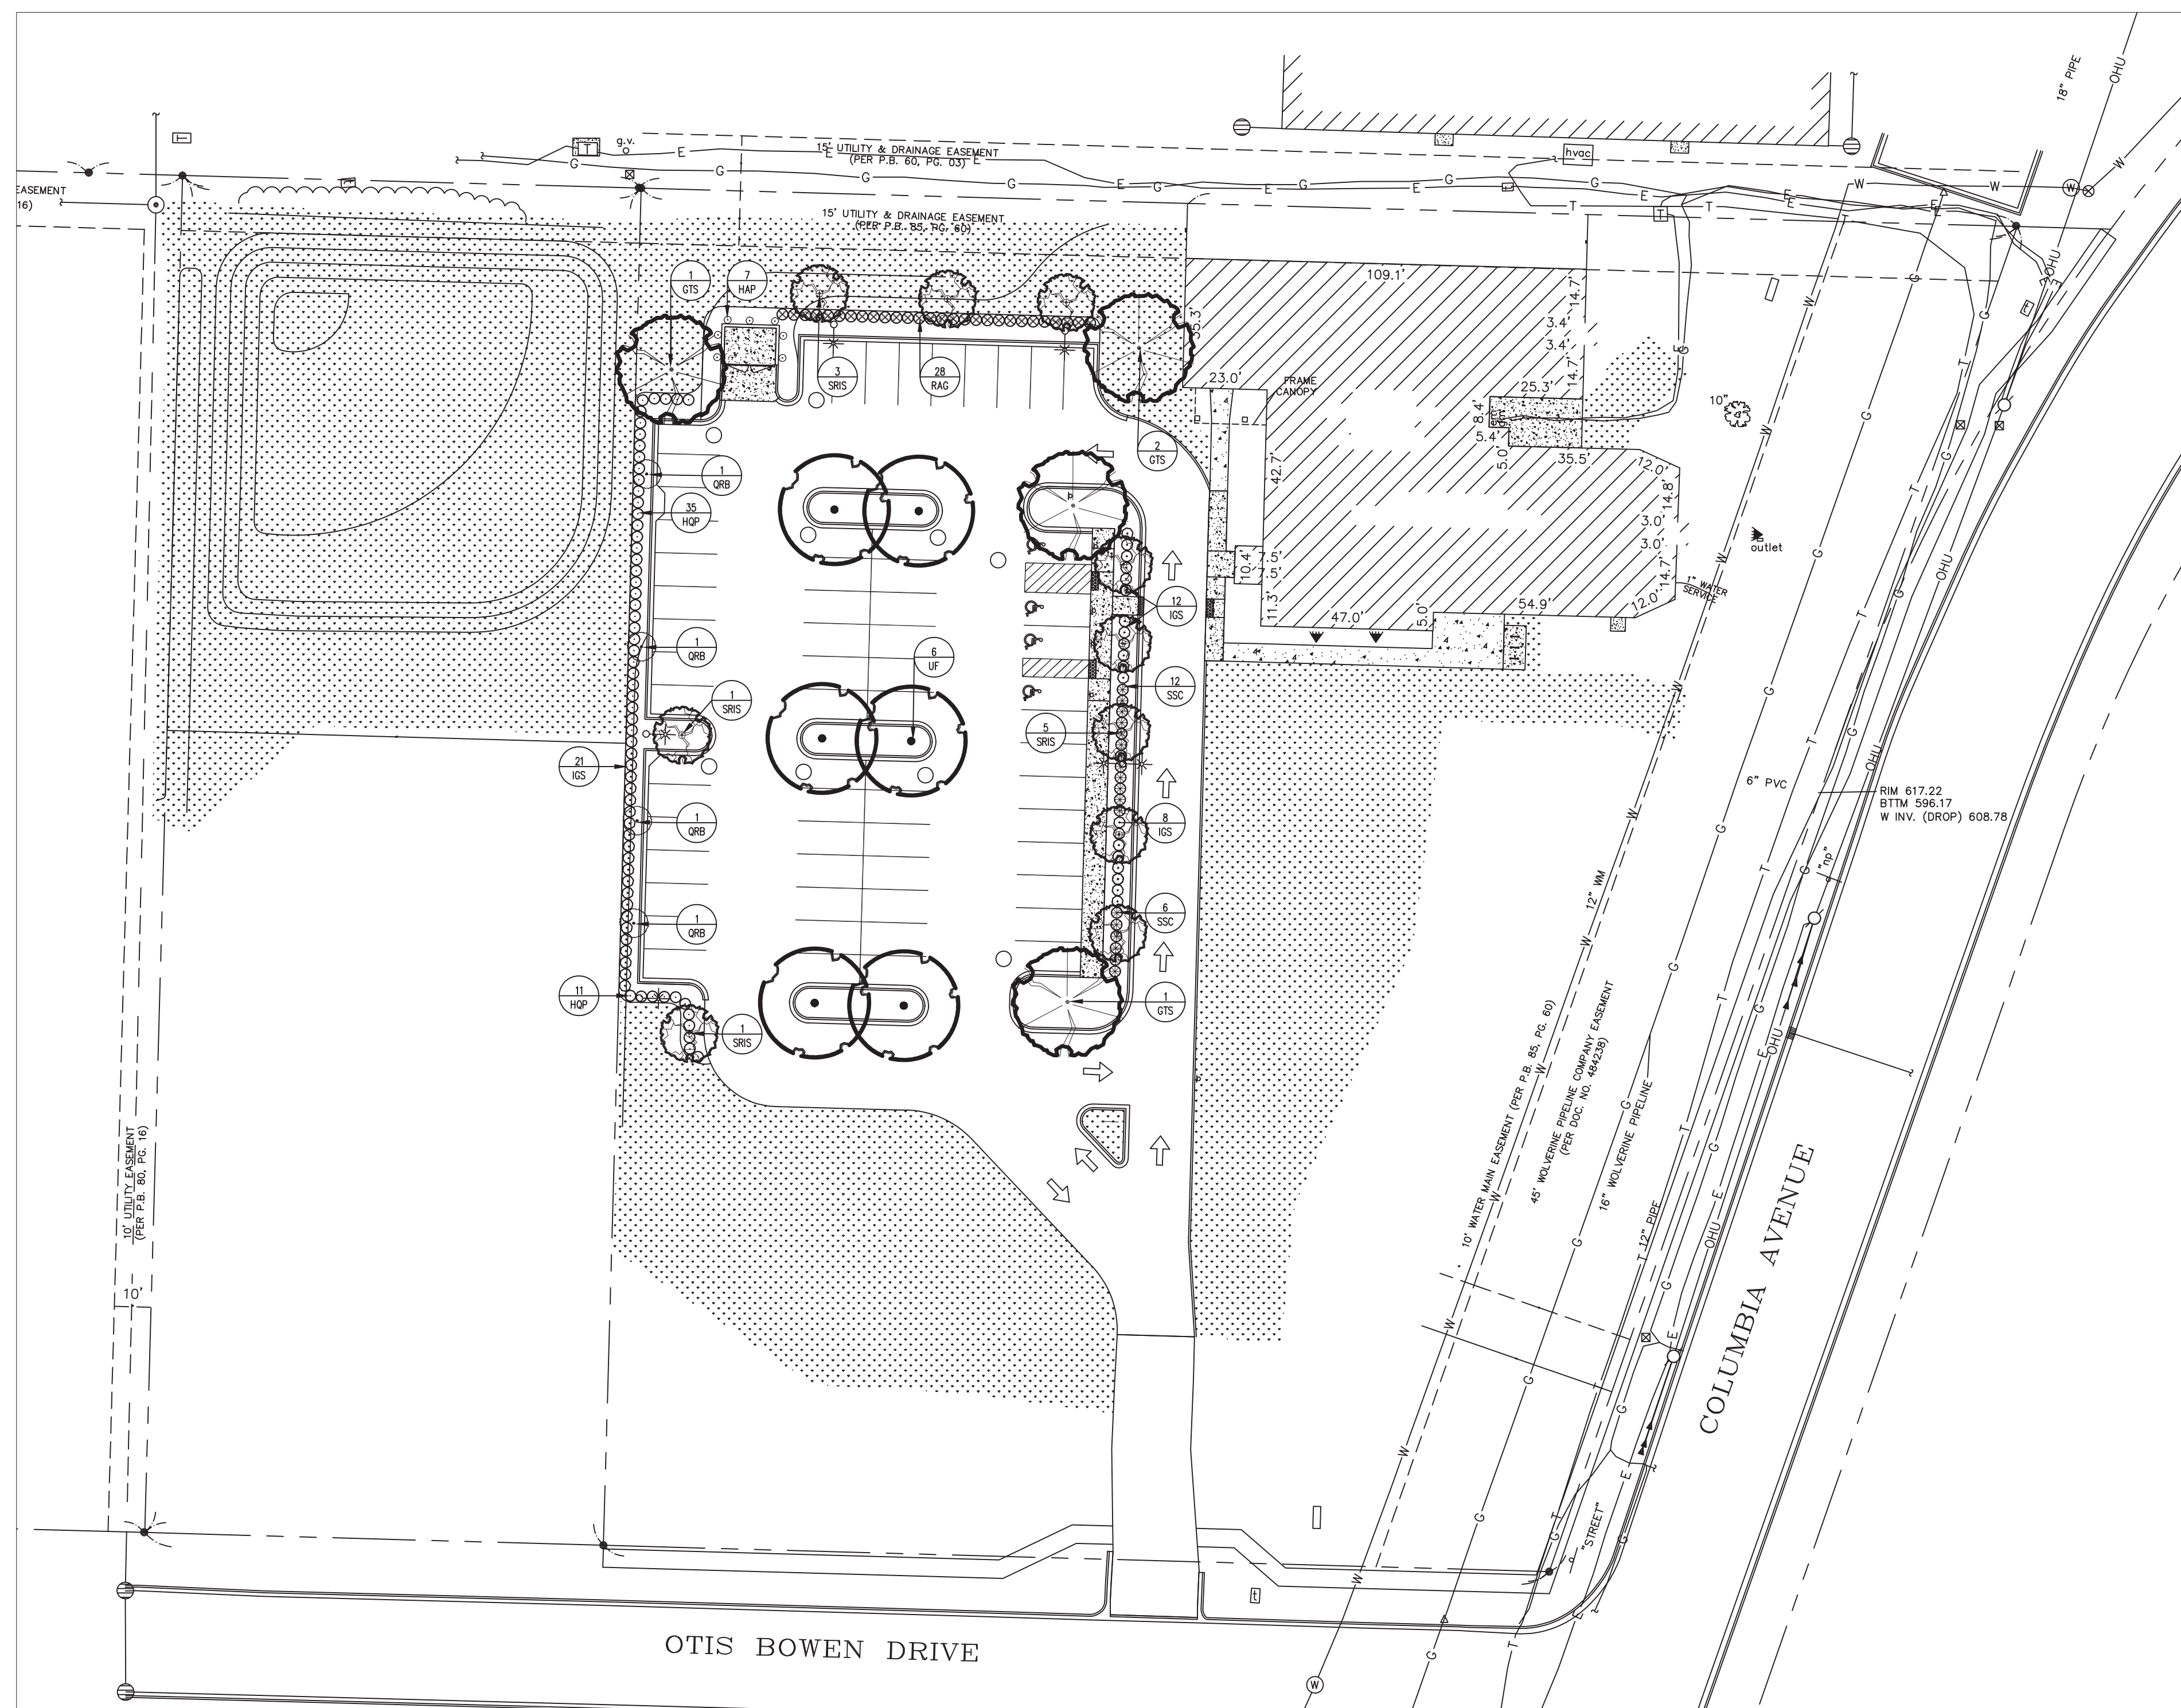 18" PIPE
OHU
g.v.
T
15' UTILITY & DRAINAGE EASEMENT
(PER P.B. 60, PG. 03)
hvac
EASEMENT
16)
15' UTILITY & DRAINAGE EASEMENT
(PER P.B. 85, PG. 60)
W
T
109.1'
14.7'
55.3'
3.4'
3.4'
14.7'
1
GTS
7
HAP
3
SRIS
28
RAG
2
GTS
23.0'
FRAME
CANOPY
25.3'
8.4'
5.4'
5.0'
35.5'
10"
42.7'
12.0'
14.8'
3.0'
3.0'
14.7'
12.0'
outlet
1" WATER
SERVICE
1
QRB
35
HQP
10.4'
7.5'
7.5'
11.3'
47.0'
5.0'
54.9'
12
IGS
1
QRB
6
UF
12
SSC
1
SRIS
5
SRIS
21
IGS
1
QRB
8
IGS
6" PVC
RIM 617.22
BTTM 596.17
W INV. (DROP) 608.78
"np"
12" WM
1
QRB
6
SSC
11
HQP
1
GTS
1
SRIS
10' WATER MAIN EASEMENT (PER P.B. 85, PG. 60)
45' WOLVERINE PIPELINE COMPANY EASEMENT
(PER DOC. NO. 484238)
16" WOLVERINE PIPELINE
12" PIPE
10' UTILITY EASEMENT
(PER P.B. 80, PG. 16)
10'
COLUMBIA AVENUE
"STREET"
t
OTIS BOWEN DRIVE
W